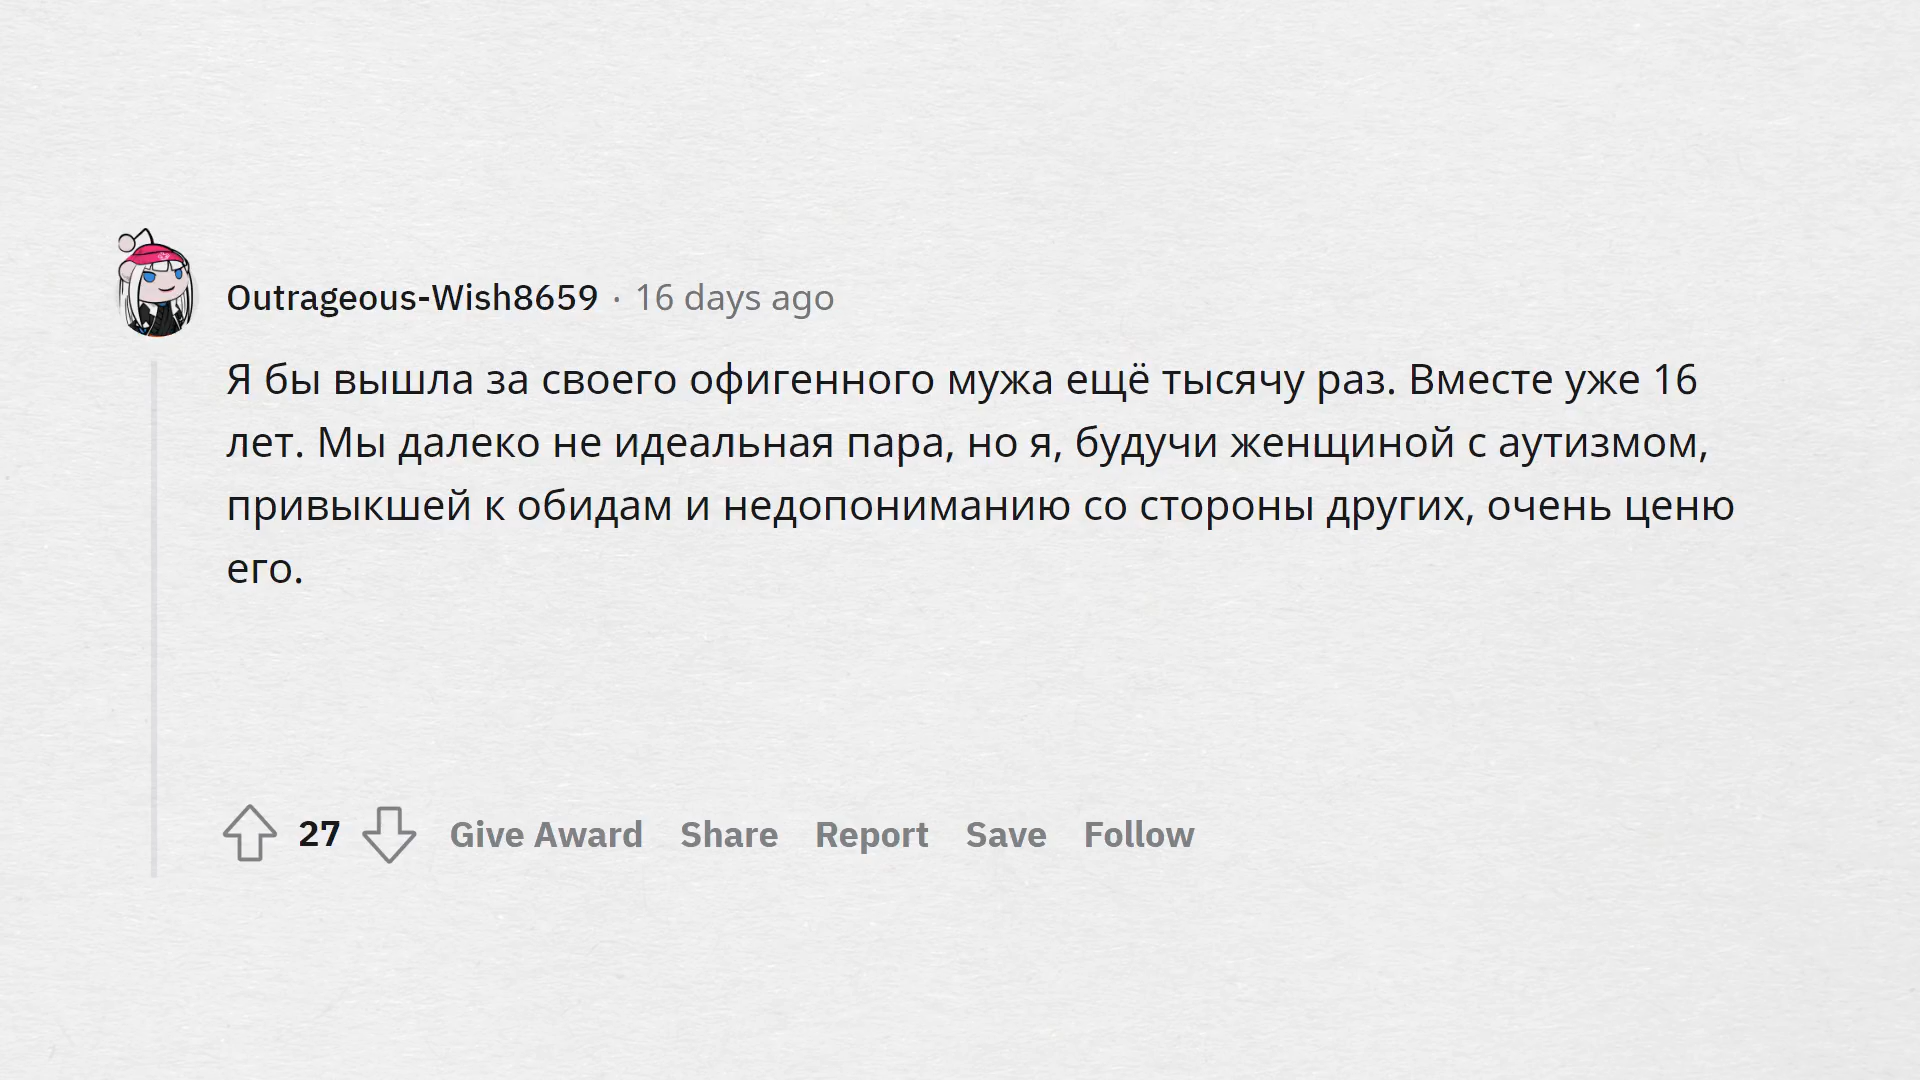 Outrageous-Wish8659 · 16 days ago
Я бы вышла за своего офигенного мужа ещё тысячу раз. Вместе уже 16
лет. Мы далеко не идеальная пара, но я, будучи женщиной с аутизмом,
привыкшей к обидам и недопониманию со стороны других, очень ценю
его.
27 Give Award Share Report Save Follow